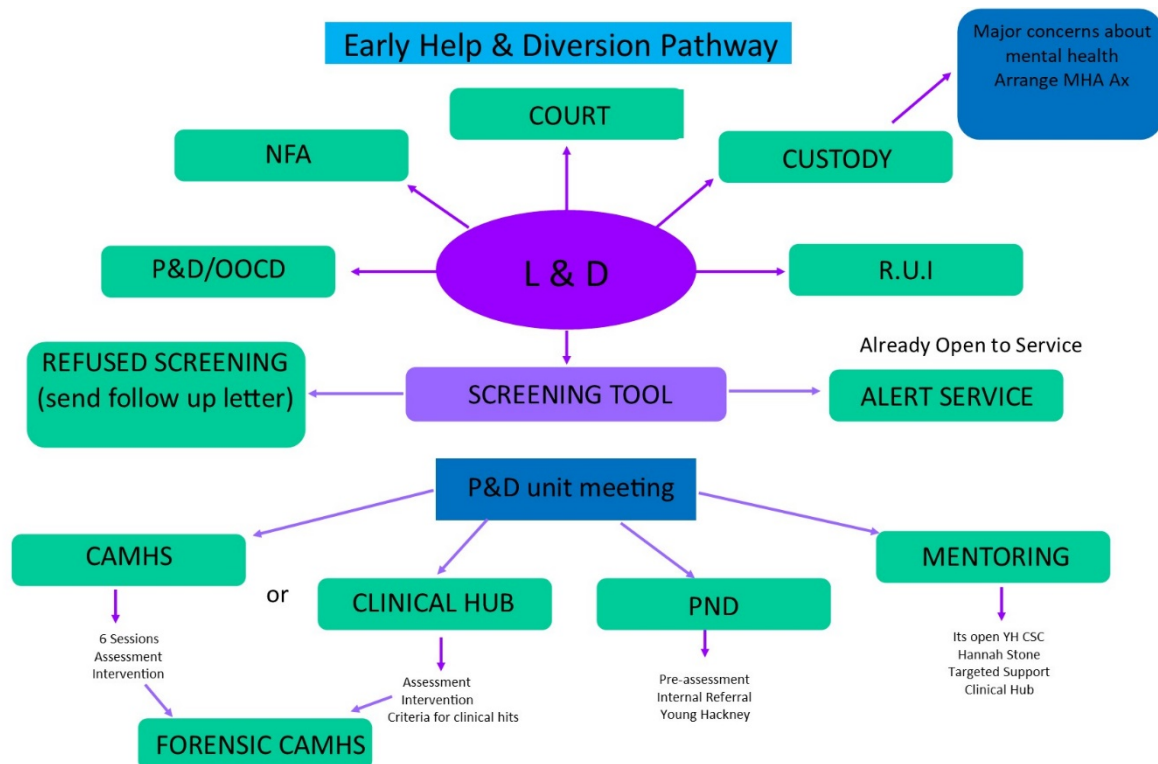 Early Help & Diversion Pathway
Major concerns about
mental health
Arrange MHA Ax
COURT
NFA
CUSTODY
P&D/OOCD
L & D
R.U.I
REFUSED SCREENING
(send follow up letter)
SCREENING TOOL
Already Open to Service
ALERT SERVICE
P&D unit meeting
CAMHS
or
CLINICAL HUB
PND
MENTORING
6 Sessions
Assessment
Intervention
Assessment
Intervention
Criteria for clinical hits
Pre-assessment
Internal Referral
Young Hackney
Its open YH CSC
Hannah Stone
Targeted Support
Clinical Hub
FORENSIC CAMHS